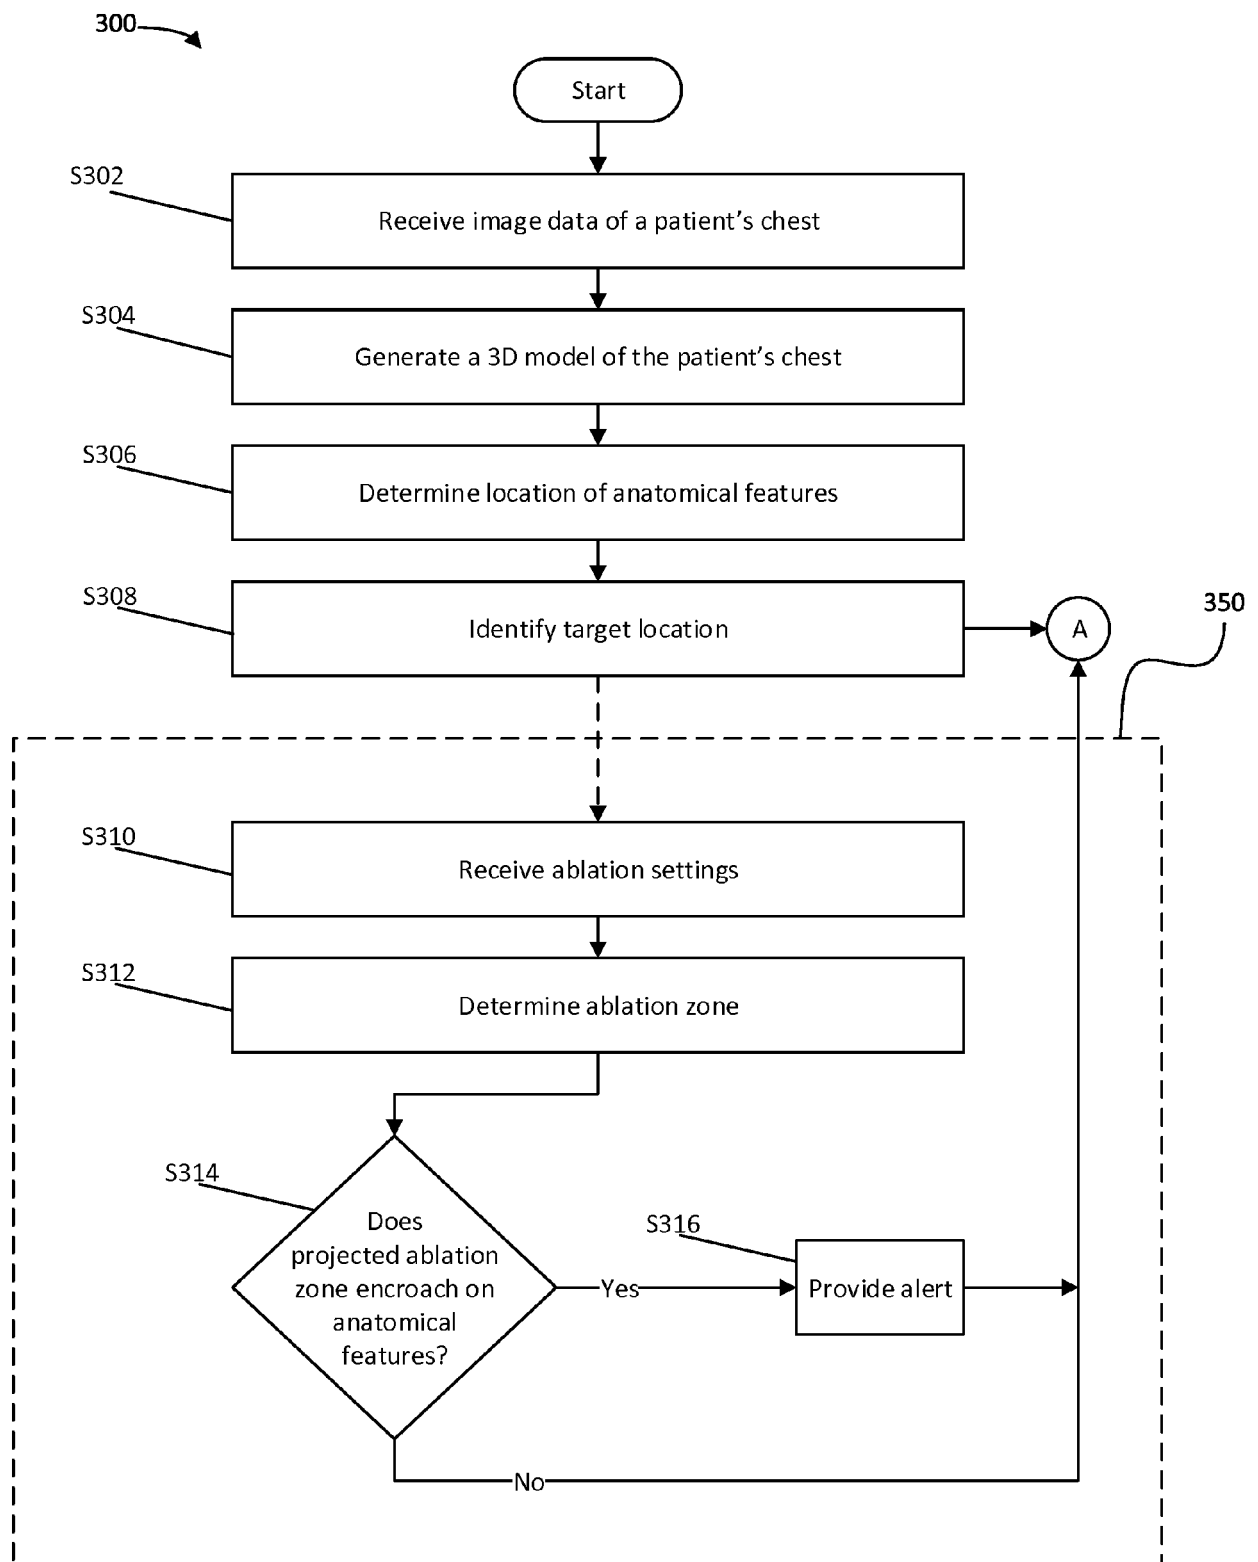 300
Start
S302
Receive image data of a patient's chest
S304
Generate a 3D model of the patient's chest
S306
Determine location of anatomical features
S308
Identify target location
A
350
S310
Receive ablation settings
S312
Determine ablation zone
S314
Does
projected ablation
zone encroach on
anatomical
features?
Yes
S316
Provide alert
No